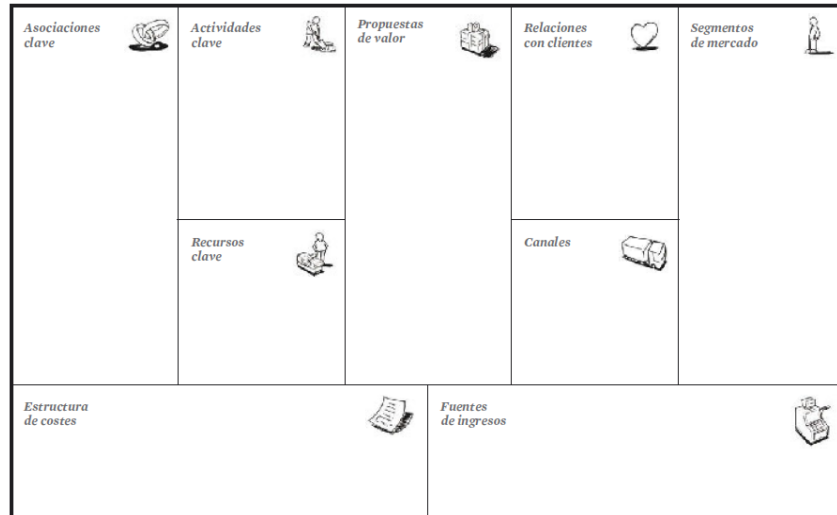 Asociaciones
clave
Actividades
clave
Propuestas
de valor
Relaciones
con clientes
Segmentos
de mercado
Recursos
clave
Canales
Estructura
de costes
Fuentes
de ingresos